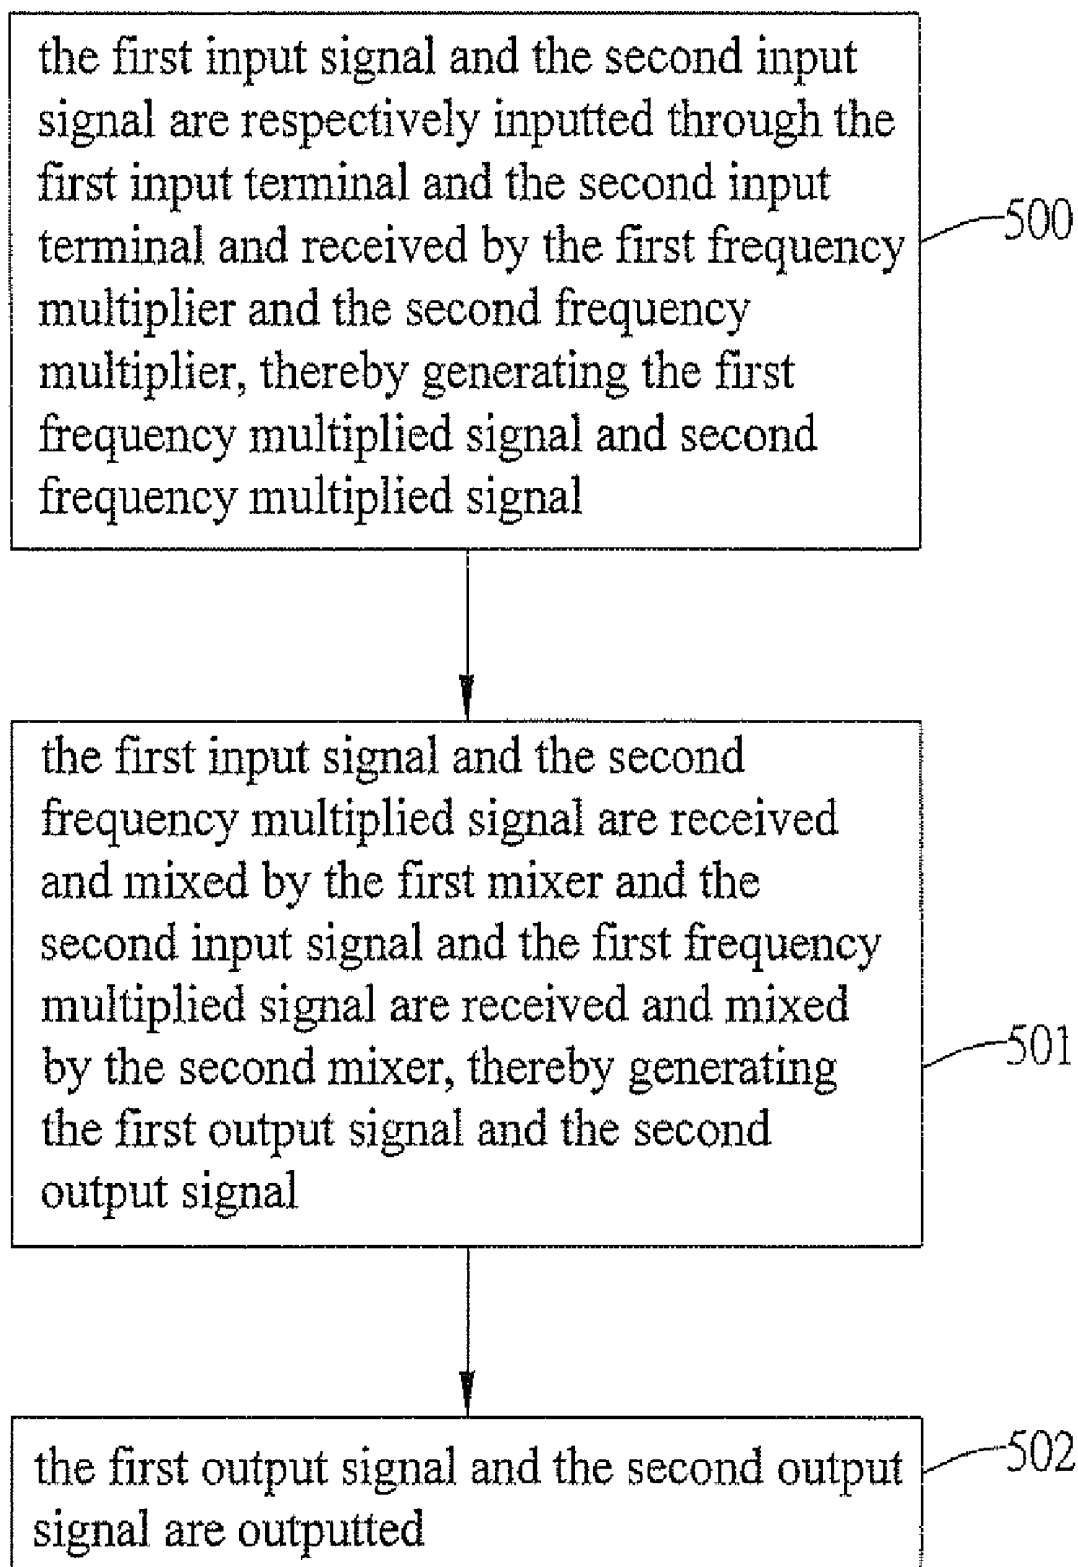 the first input signal and the second input
signal are respectively inputted through the
first input terminal and the second input
terminal and received by the first frequency
multiplier and the second frequency
multiplier, thereby generating the first
frequency multiplied signal and second
frequency multiplied signal
500
the first input signal and the second
frequency multiplied signal are received
and mixed by the first mixer and the
second input signal and the first frequency
multiplied signal are received and mixed
by the second mixer, thereby generating
the first output signal and the second
output signal
501
the first output signal and the second output
signal are outputted
502